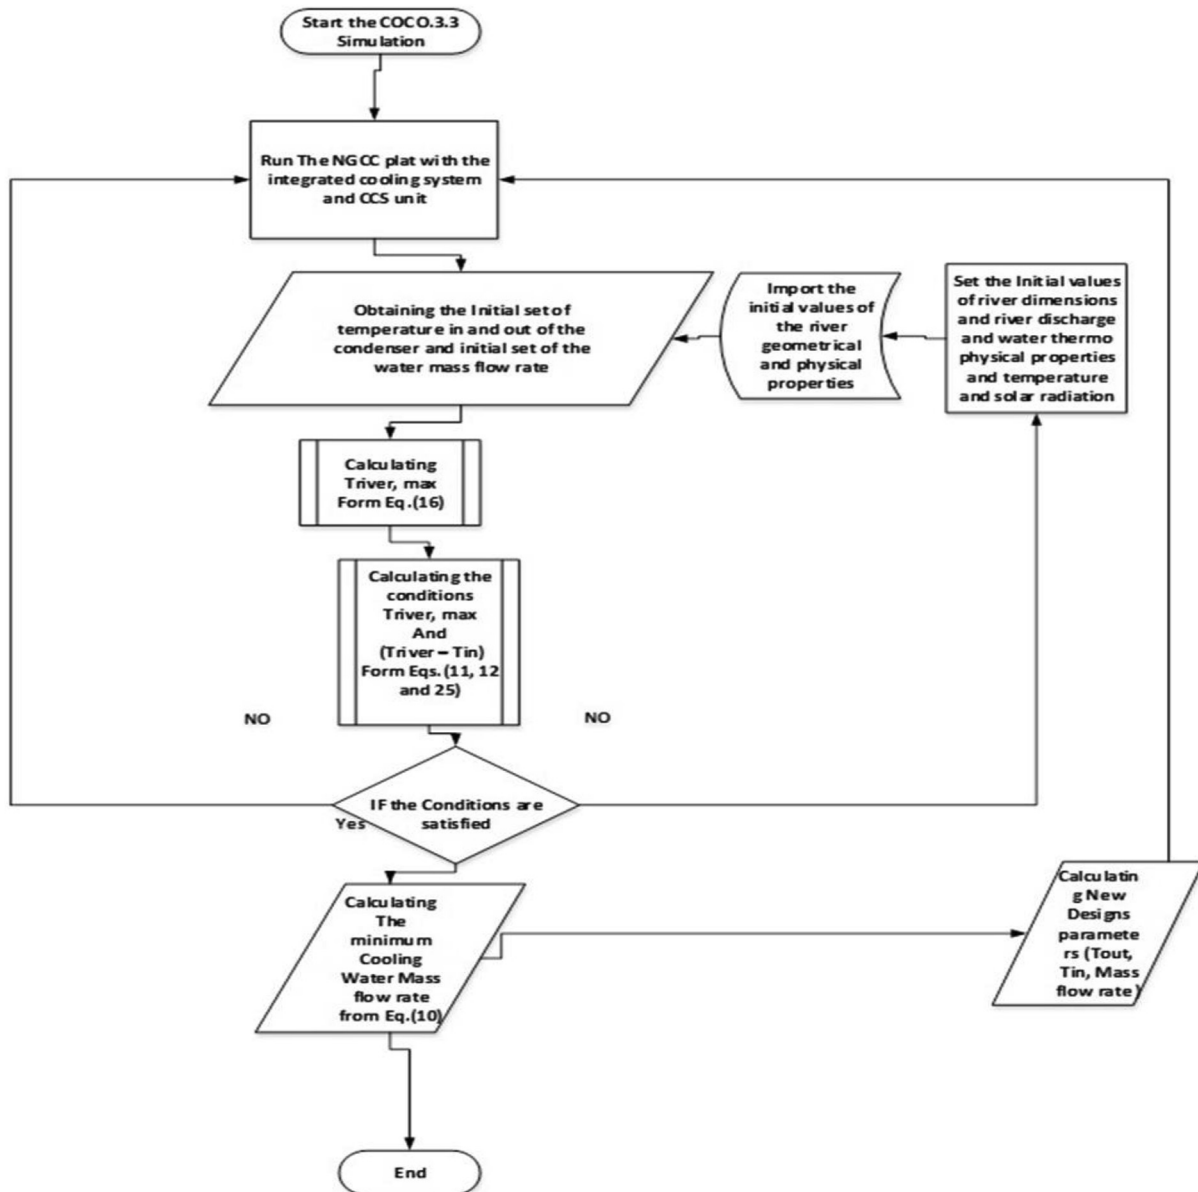 Start the COCO.3.3
Simulation
Run The NGCC plat with the
integrated cooling system
and CCS unit
Obtaining the Initial set of
temperature in and out of the
condenser and initial set of the
water mass flow rate
Import the
initial values of
the river
geometrical
and physical
properties
Set the Initial values
of river dimensions
and river discharge
and water thermo
physical properties
and temperature
and solar radiation
Calculating
Triver, max
Form Eq.(16)
Calculating the
conditions
Triver, max
And
(Triver – Tin)
Form Eqs. (11, 12
and 25)
NO
NO
IF the Conditions are
satisfied
Yes
Calculating
The
minimum
Cooling
Water Mass
flow rate
from Eq.(10)
Calculatin
g New
Designs
paramete
rs (Tout,
Tin, Mass
flow rate)
End